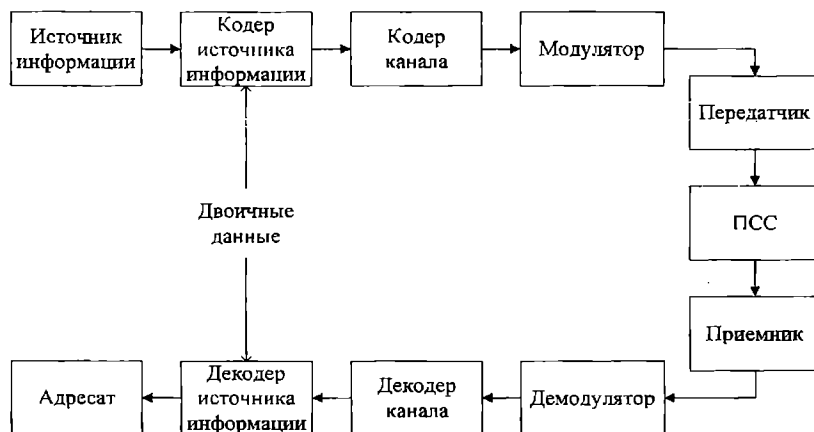 Источник
информации
Кодер
источника
информации
Кодер
канала
Модулятор
Передатчик
ПСС
Приемник
Двоичные
данные
Адресат
Декодер
источника
информации
Декодер
канала
Демодулятор